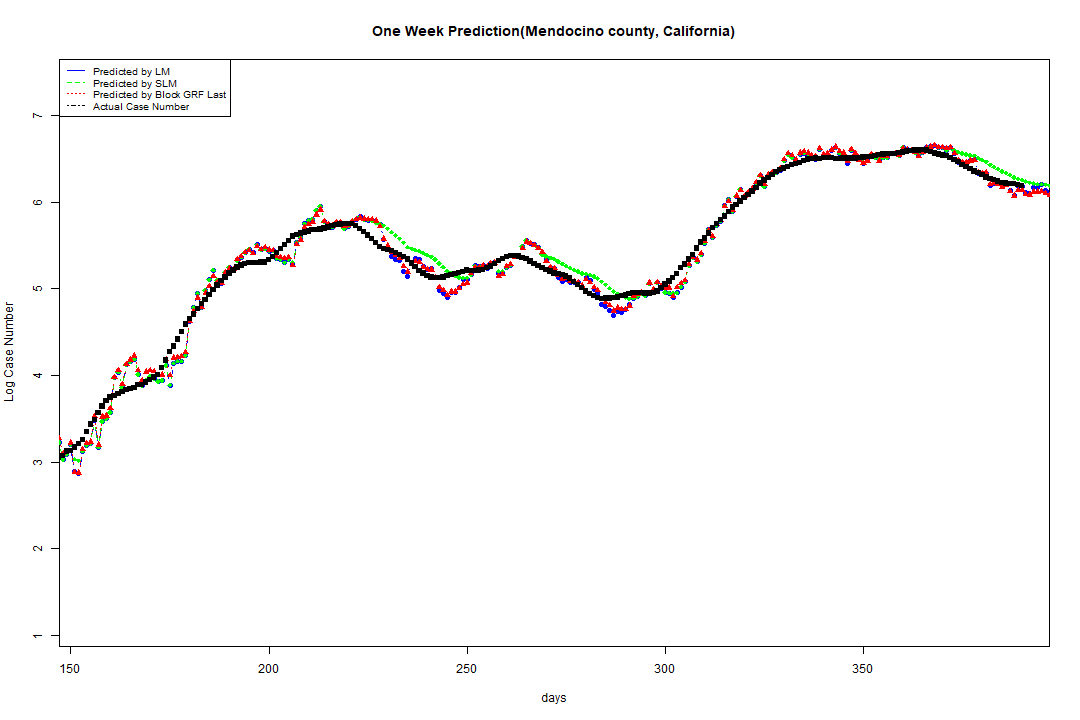 One Week Prediction(Mendocino county, California)
Predicted by LM
Predicted by SLM
Predicted by Block GRF Last
Actual Case Number
7
6
5
4
3
2
1
Log Case Number
150 200 250 300 350
days